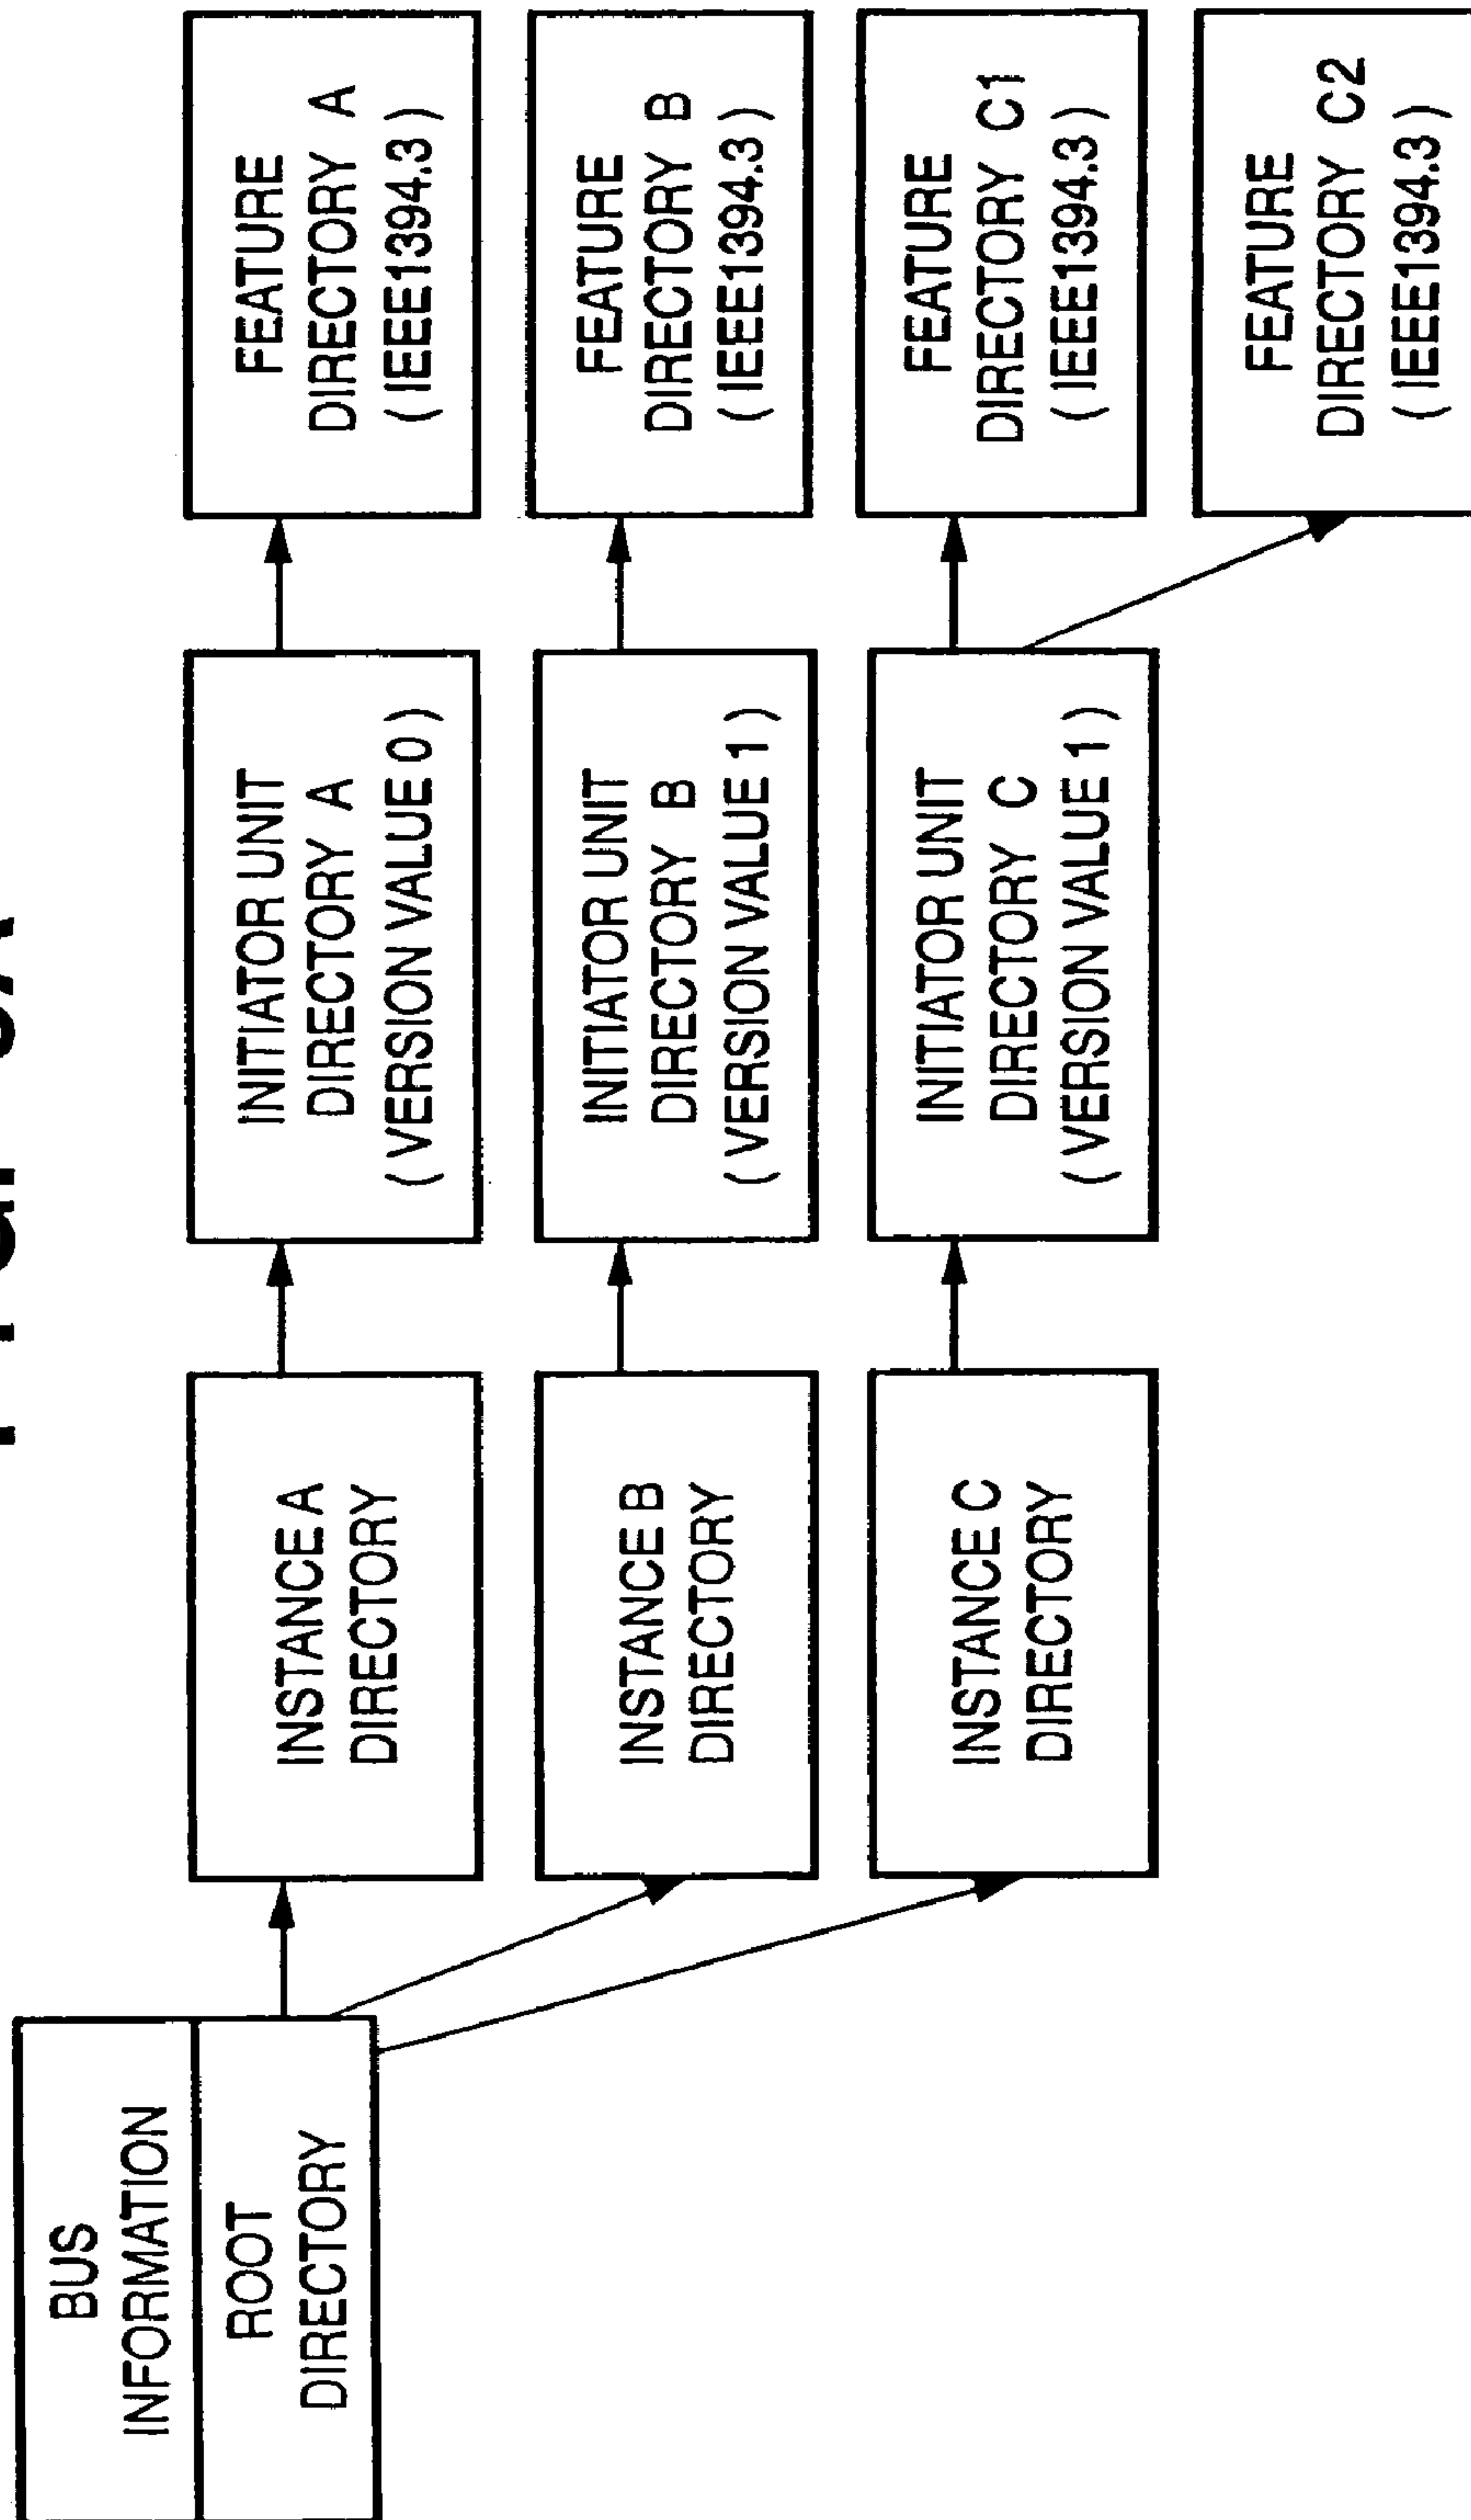 BUS
INFORMATION
ROOT
DIRECTORY
INSTANCE A
DIRECTORY
INITIATOR UNIT
DIRECTORY A
(VERSION VALUE 0)
FEATURE
DIRECTORY A
(IEEE1394.3)
INSTANCE B
DIRECTORY
INITIATOR UNIT
DIRECTORY B
(VERSION VALUE 1)
FEATURE
DIRECTORY B
(IEEE1394.3)
INSTANCE C
DIRECTORY
INITIATOR UNIT
DIRECTORY C
(VERSION VALUE 1)
FEATURE
DIRECTORY C1
(IEEE1394.3)
FEATURE
DIRECTORY C2
(IEEE1394.3)